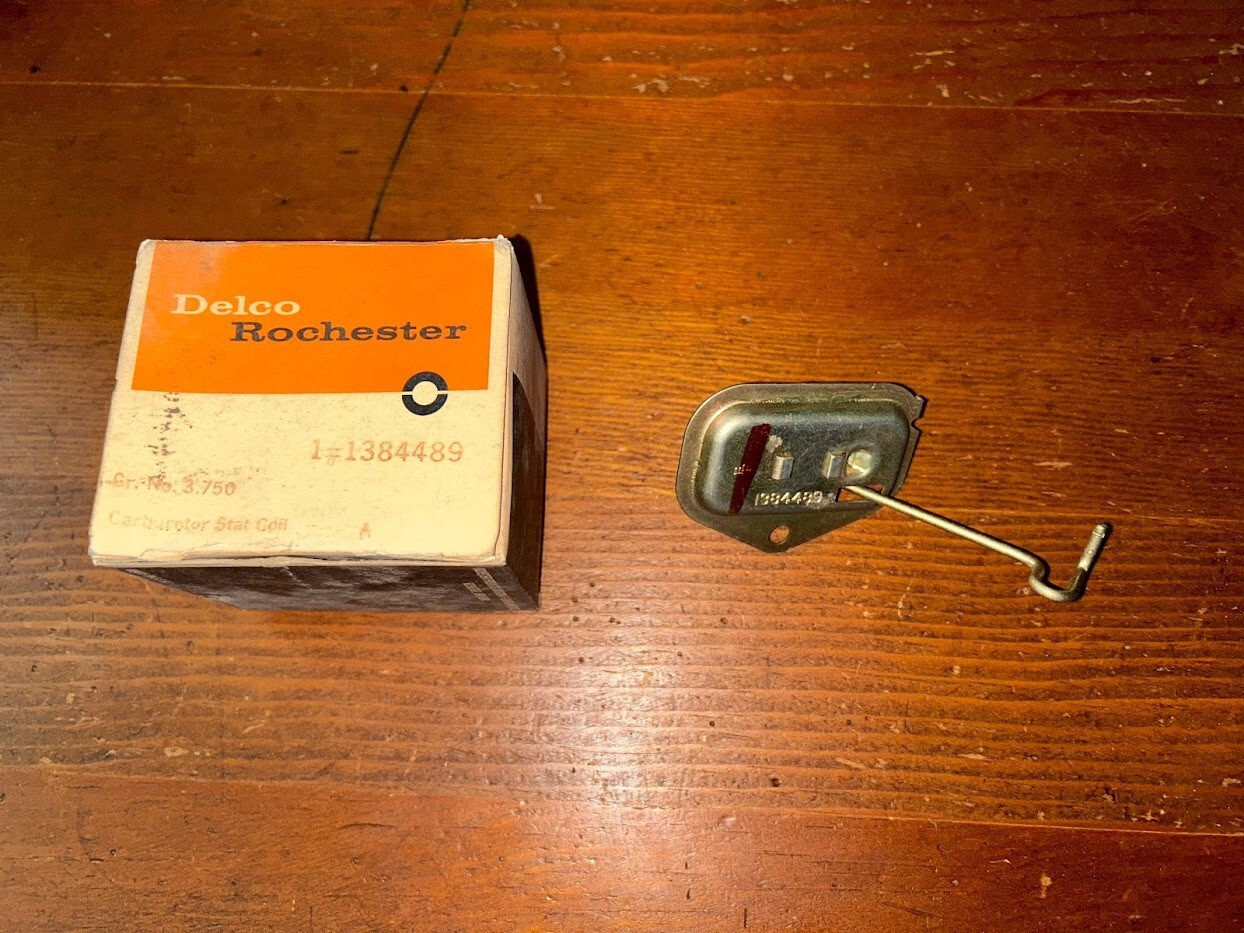 Delco
Rochester
1#1384489
Gr. No. 3.750
Carburetor Stat Coil
A
1384489